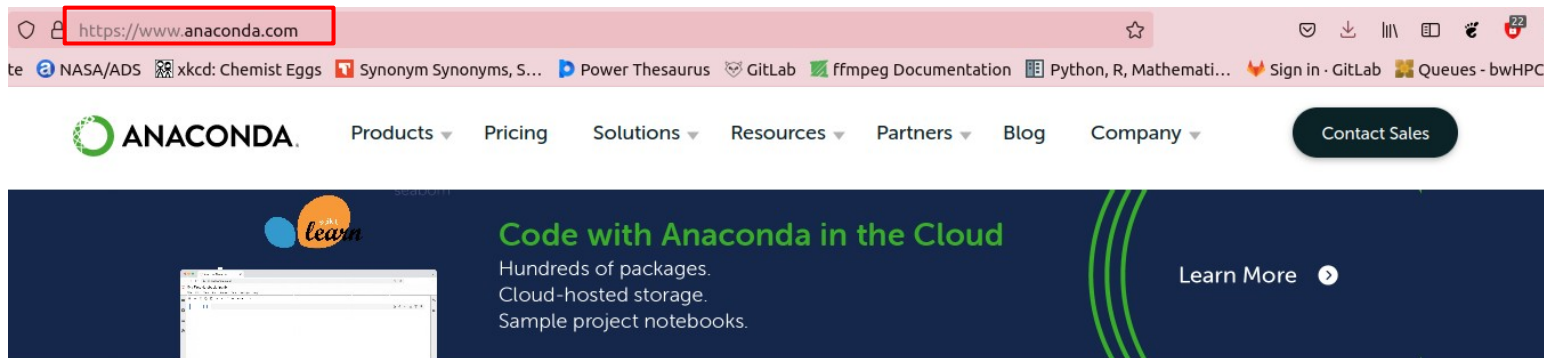 https://www.anaconda.com
22
te NASA/ADS xkcd: Chemist Eggs Synonym Synonyms, S... Power Thesaurus GitLab ffmpeg Documentation Python, R, Mathemati... Sign in · GitLab Queues - bwHPC
ANACONDA. Products Pricing Solutions Resources Partners Blog Company Contact Sales
seaborn
learn
Code with Anaconda in the Cloud
Hundreds of packages.
Cloud-hosted storage.
Sample project notebooks.
Learn More